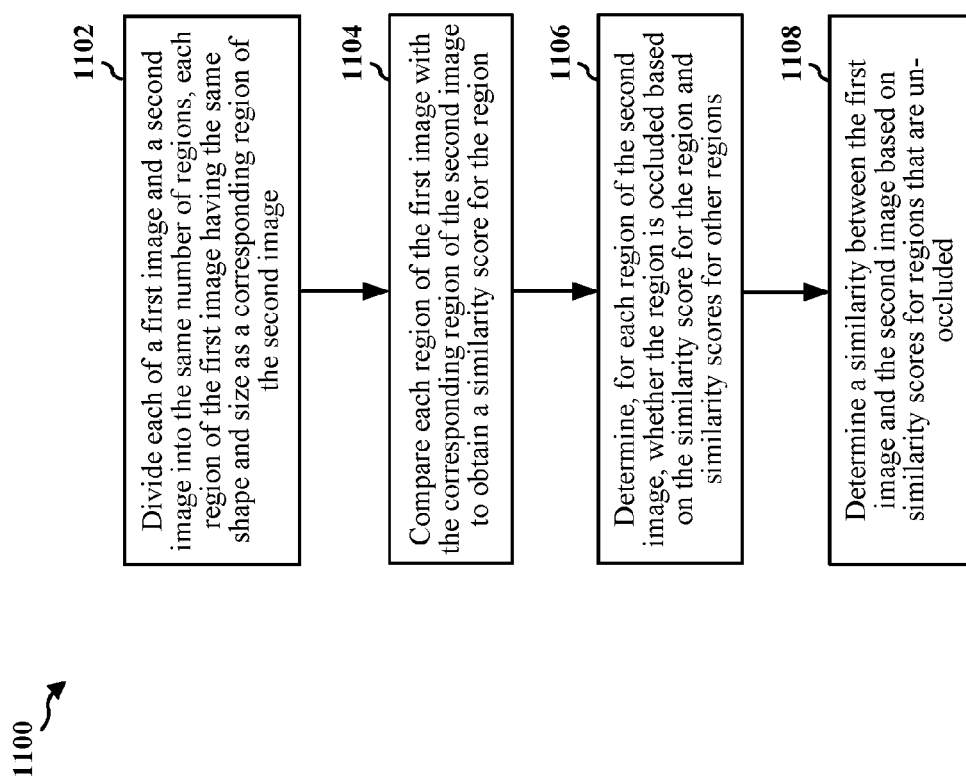 1100
1102
Divide each of a first image and a second
image into the same number of regions, each
region of the first image having the same
shape and size as a corresponding region of
the second image
1104
Compare each region of the first image with
the corresponding region of the second image
to obtain a similarity score for the region
1106
Determine, for each region of the second
image, whether the region is occluded based
on the similarity score for the region and
similarity scores for other regions
1108
Determine a similarity between the first
image and the second image based on
similarity scores for regions that are un-
occluded